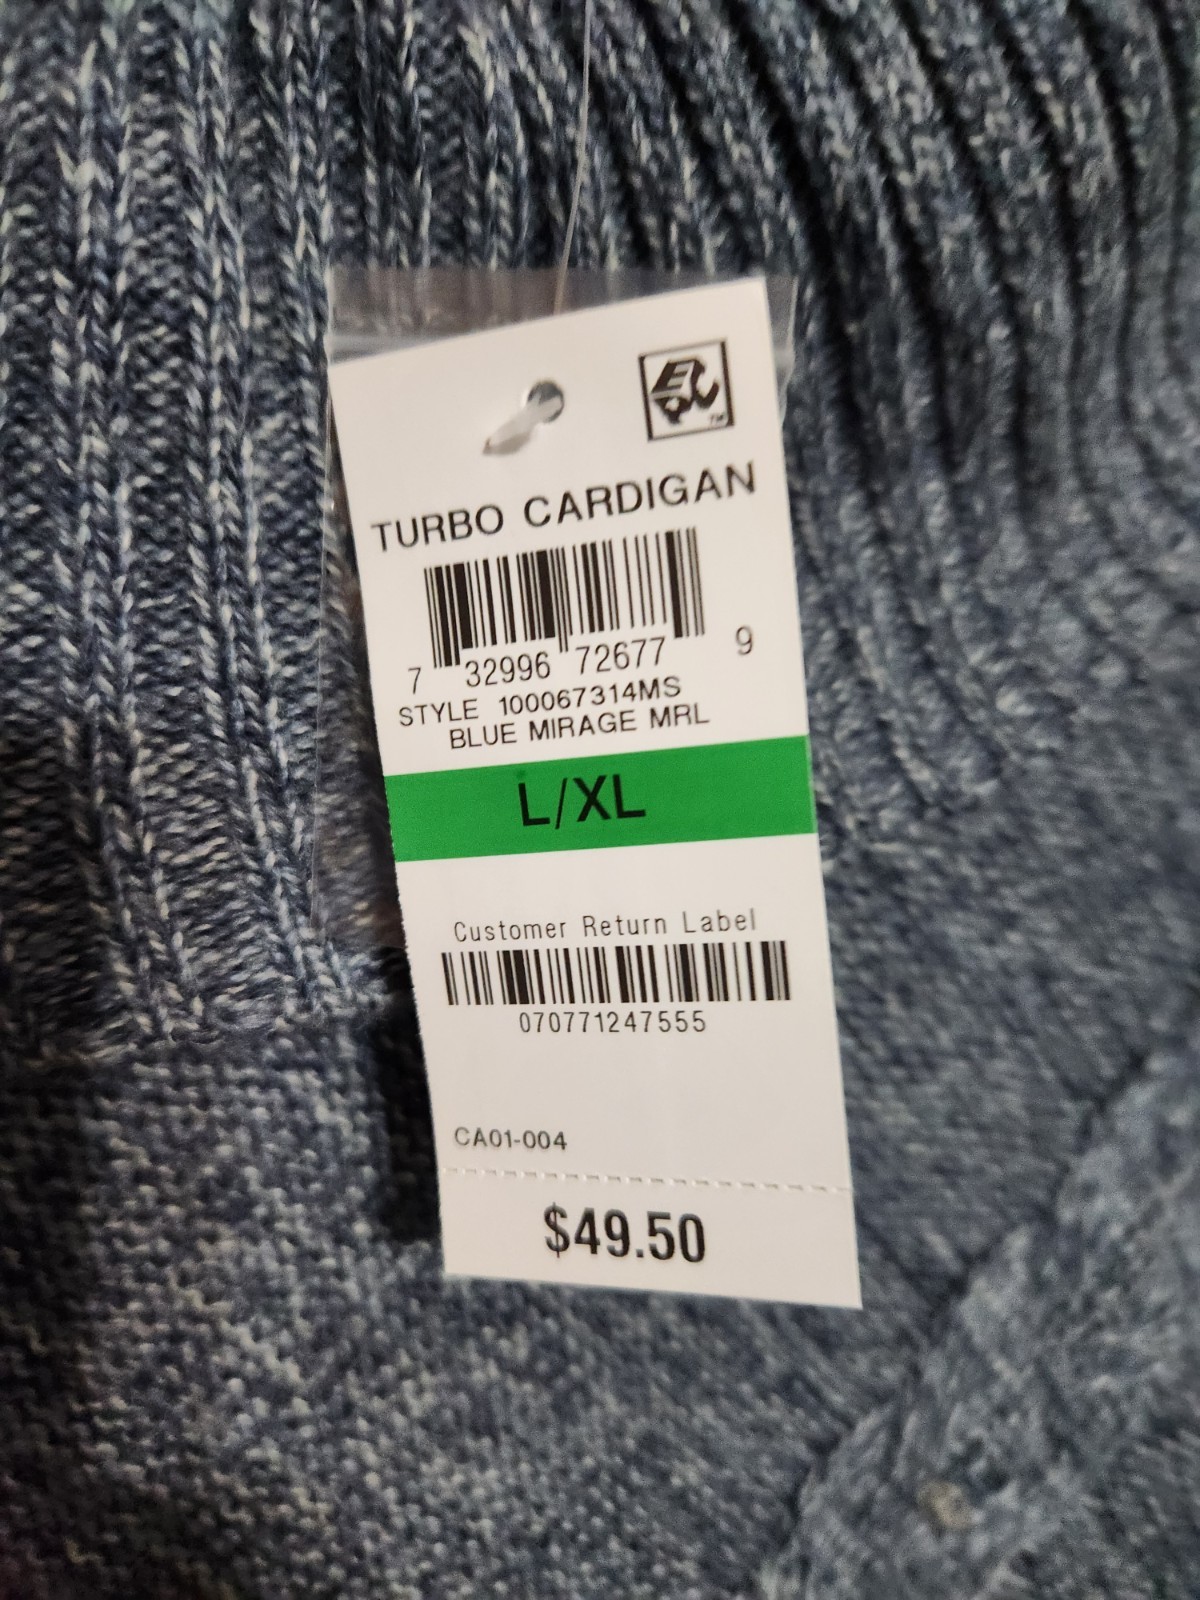 TURBO CARDIGAN
7 32996 72677 9
STYLE 100067314MS
BLUE MIRAGE MRL
L/XL
Customer Return Label
070771247555
CA01-004
$49.50